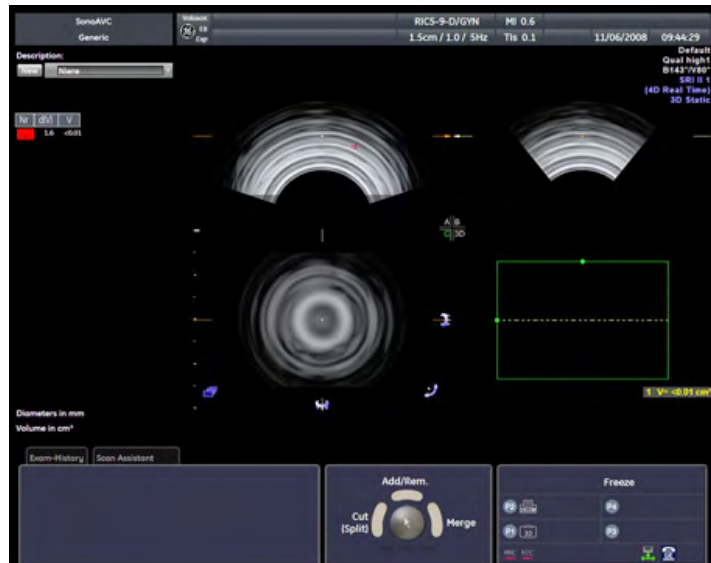 SonoAVC
Generic
Voluson
E8
Exp
RIC5-9-D/GYN MI 0.6
1.5cm / 1.0 / 5Hz TIs 0.1 11/06/2008 09:44:29
Default
Qual high1
B143°/V80°
SRI II 1
(4D Real Time)
3D Static
Description:
New Niere
Nr d(V) V
1.6 <0.01
A B
C 3D
1 V= <0.01 cm³
Diameters in mm
Volume in cm³
Exam-History Scan Assistant
Add/Rem.
Cut
(Split)
Merge
Freeze
P2 DICOM P4
P1 3D P3